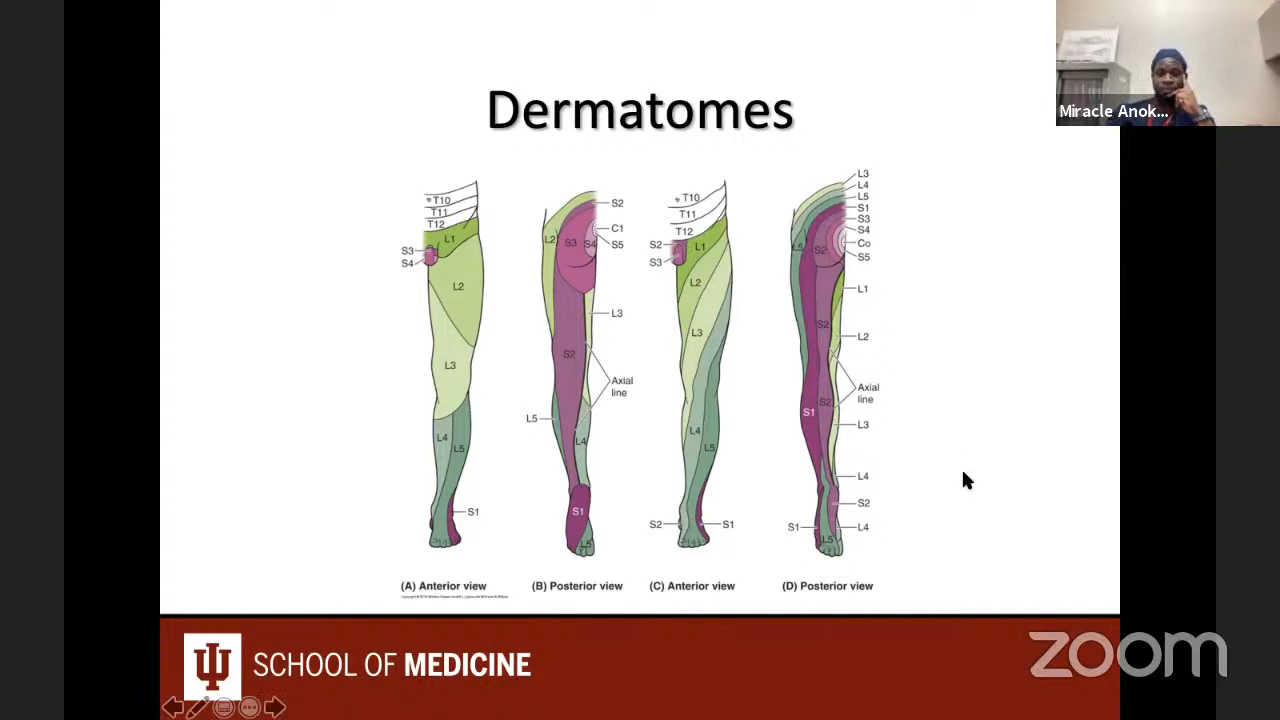 Miracle Anok...
Dermatomes
T10
T11
T12
L1
S3
S4
L2
L3
L4
L5
S1
(A) Anterior view
S2
C1
S5
L2
S3
S4
L3
S2
Axial
line
L5
L4
S1
L5
(B) Posterior view
T10
T11
T12
S2
S3
L1
L2
L3
L4
L5
S2
S1
(C) Anterior view
L3
L4
L5
S1
S3
S4
Co
S5
L5
S2
L1
S2
L2
Axial
line
S2
S1
L3
L4
S2
S1
L4
L5
(D) Posterior view
SCHOOL OF MEDICINE
zoom